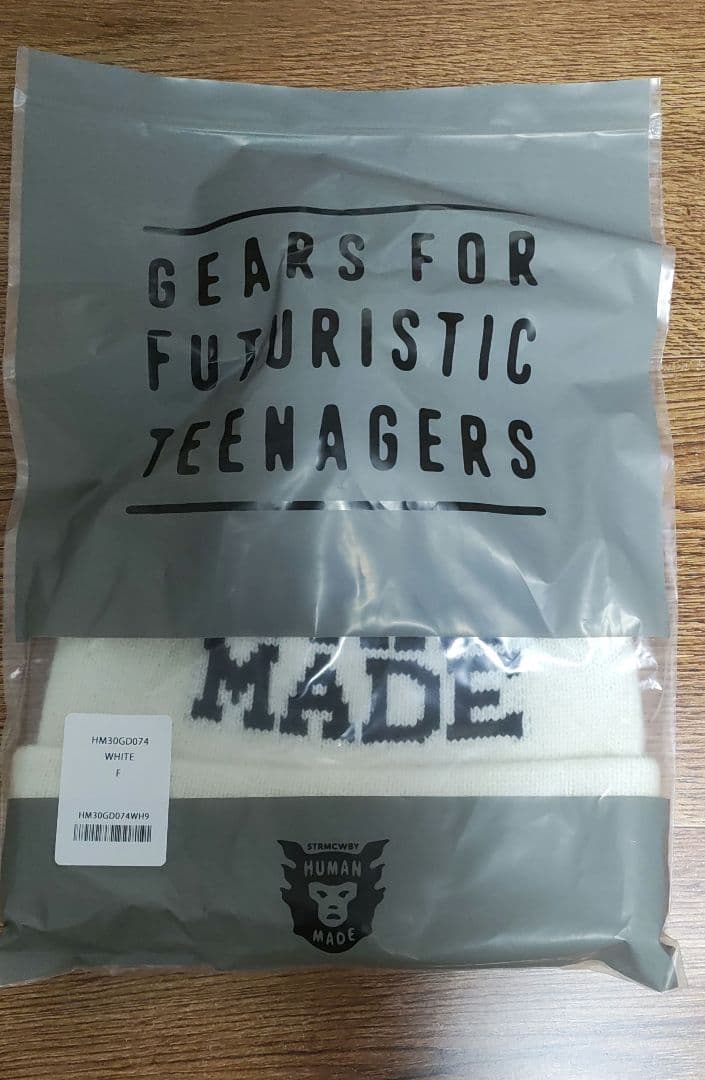 GEARS FOR
FUTURISTIC
TEENAGERS
MADE
HM30GD074
WHITE
F
HM30GD074WH9
STRMCWBY
HUMAN
MADE